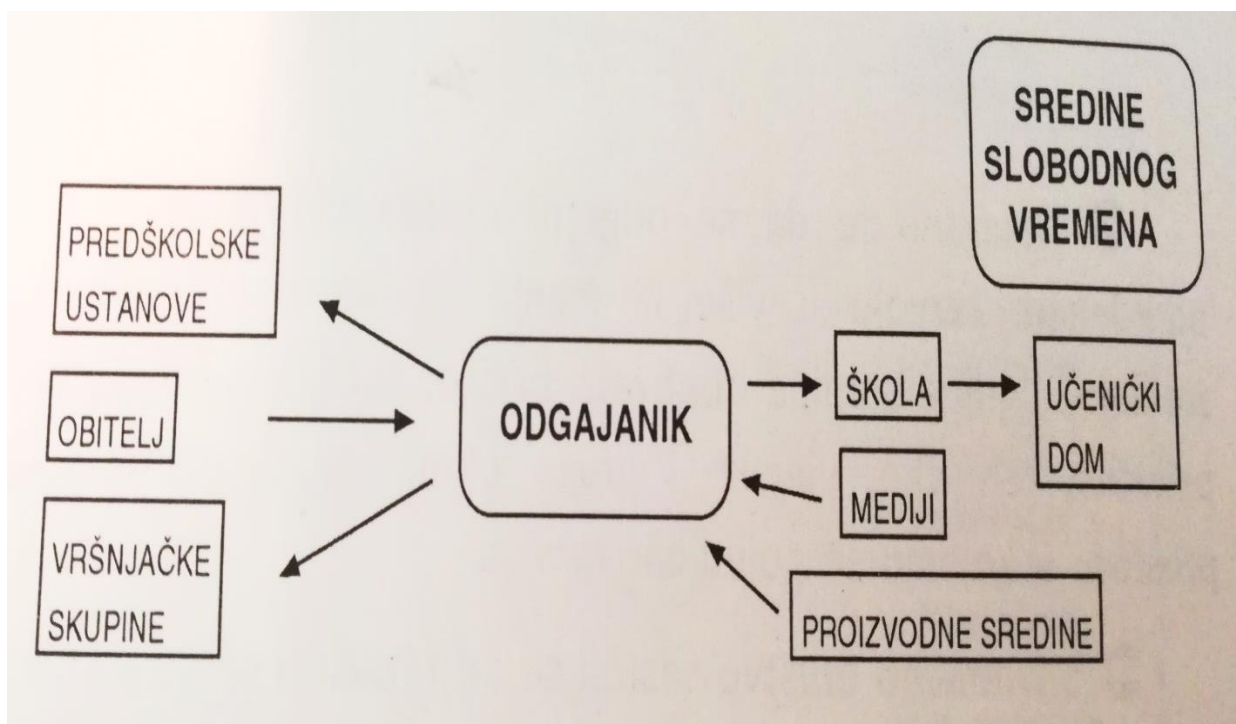 SREDINE
SLOBODNOG
VREMENA
PREDŠKOLSKE
USTANOVE
OBITELJ
VRŠNJAČKE
SKUPINE
ODGAJANIK
ŠKOLA
UČENIČKI
DOM
MEDIJI
PROIZVODNE SREDINE